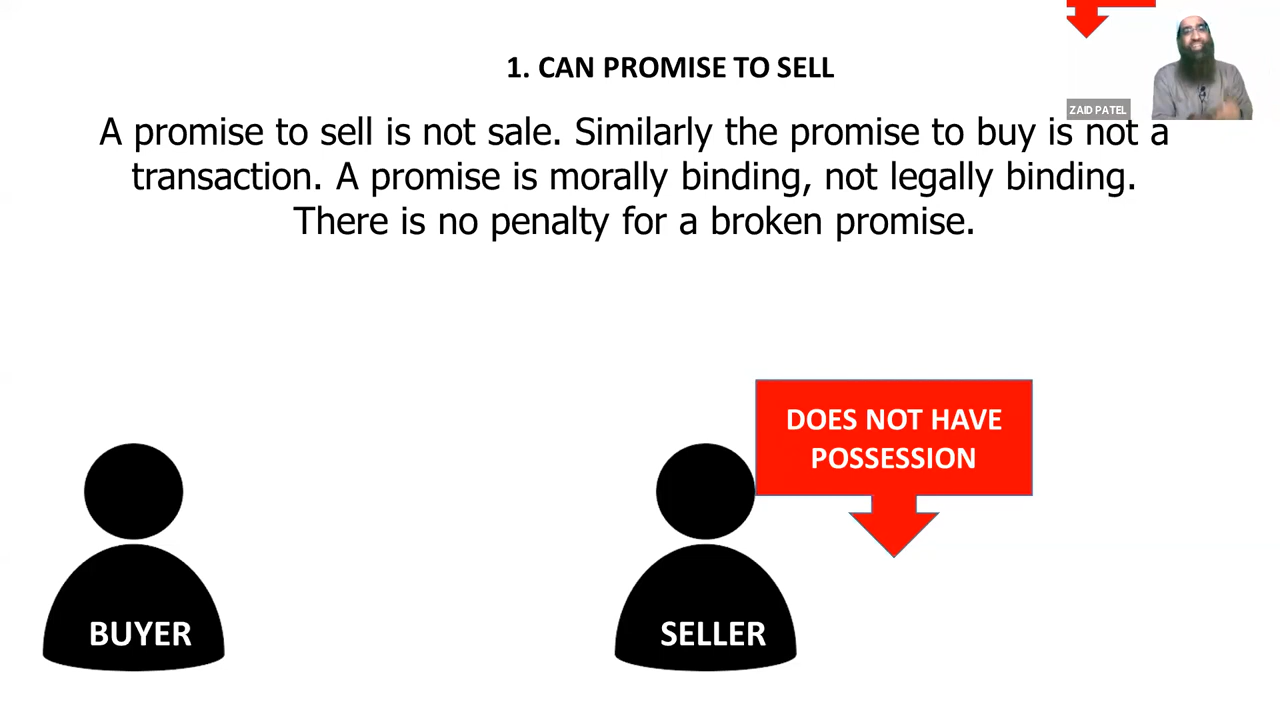 1. CAN PROMISE TO SELL
ZAID PATEL
A promise to sell is not sale. Similarly the promise to buy is not a
transaction. A promise is morally binding, not legally binding.
There is no penalty for a broken promise.
DOES NOT HAVE
POSSESSION
BUYER
SELLER